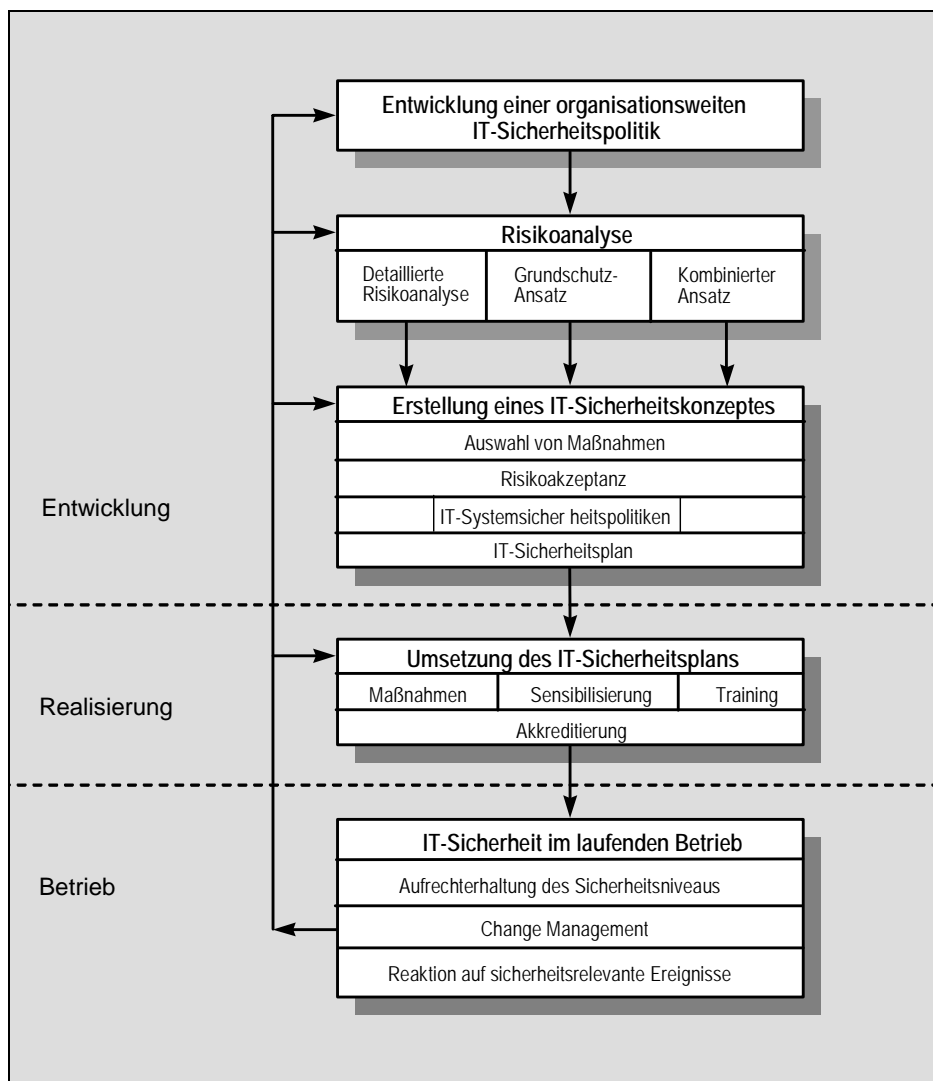 Entwicklung einer organisationsweiten
IT-Sicherheitspolitik
Risikoanalyse
Detaillierte
Risikoanalyse
Grundschutz-
Ansatz
Kombinierter
Ansatz
Erstellung eines IT-Sicherheitskonzeptes
Auswahl von Maßnahmen
Risikoakzeptanz
IT-Systemsicher heitspolitiken
IT-Sicherheitsplan
Entwicklung
Umsetzung des IT-Sicherheitsplans
Maßnahmen
Sensibilisierung
Training
Akkreditierung
Realisierung
IT-Sicherheit im laufenden Betrieb
Aufrechterhaltung des Sicherheitsniveaus
Change Management
Reaktion auf sicherheitsrelevante Ereignisse
Betrieb